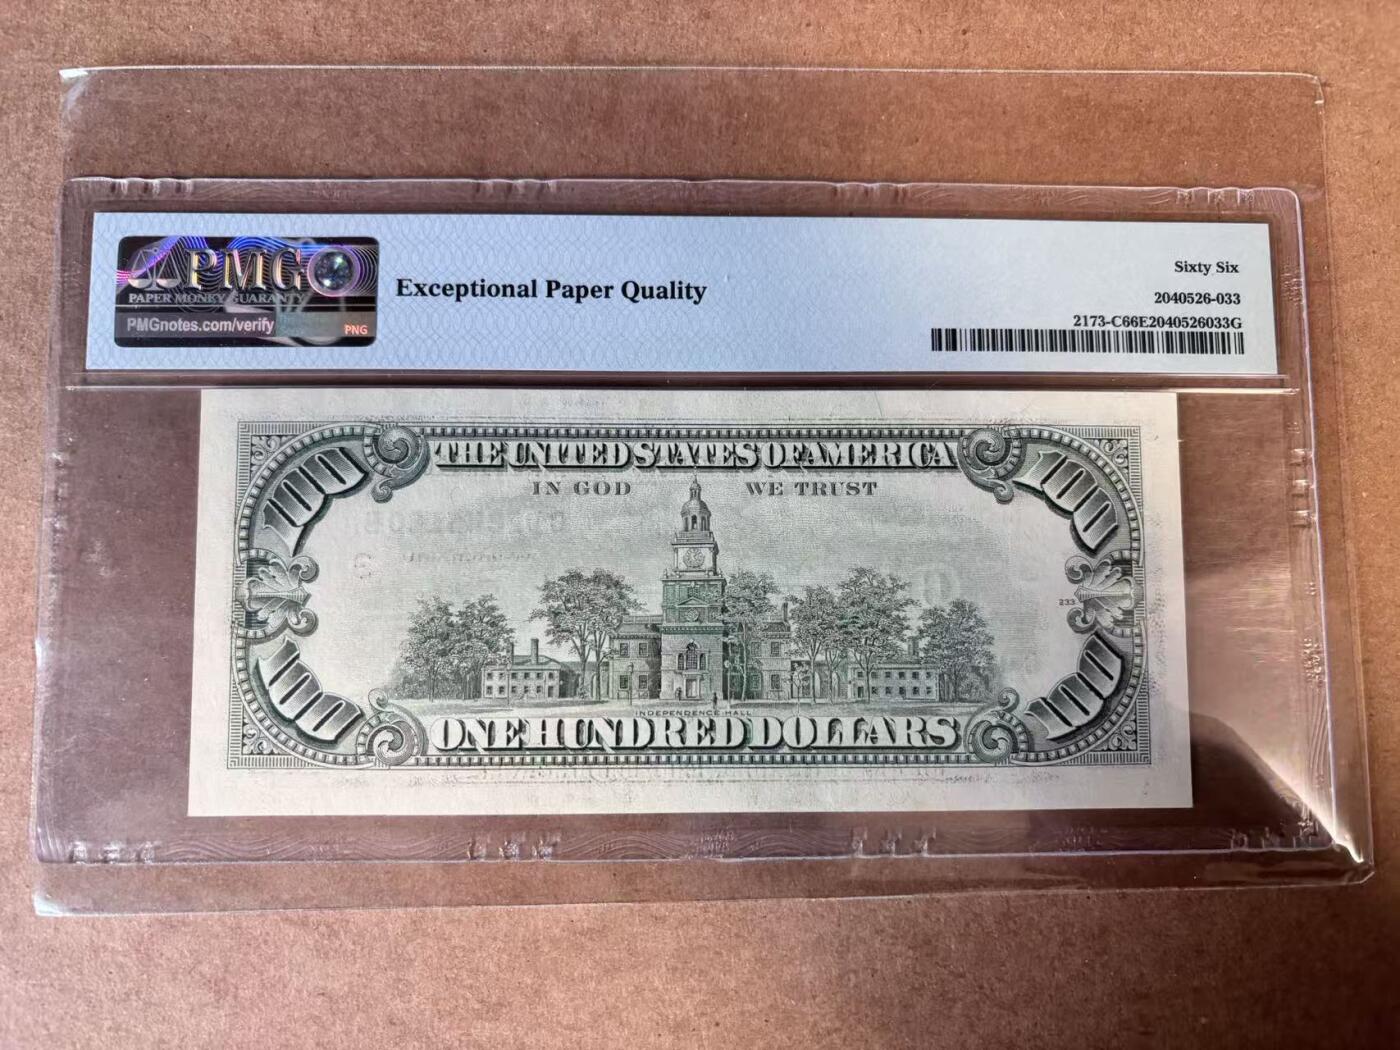 PMG
PAPER MONEY GUARANTY
PMGnotes.com/verify
PNG
Exceptional Paper Quality
Sixty Six
2040526-033
2173-C66E2040526033G
100
THE UNITED STATES OF AMERICA
100
IN GOD WE TRUST
233
INDEPENDENCE HALL
100
ONE HUNDRED DOLLARS
100